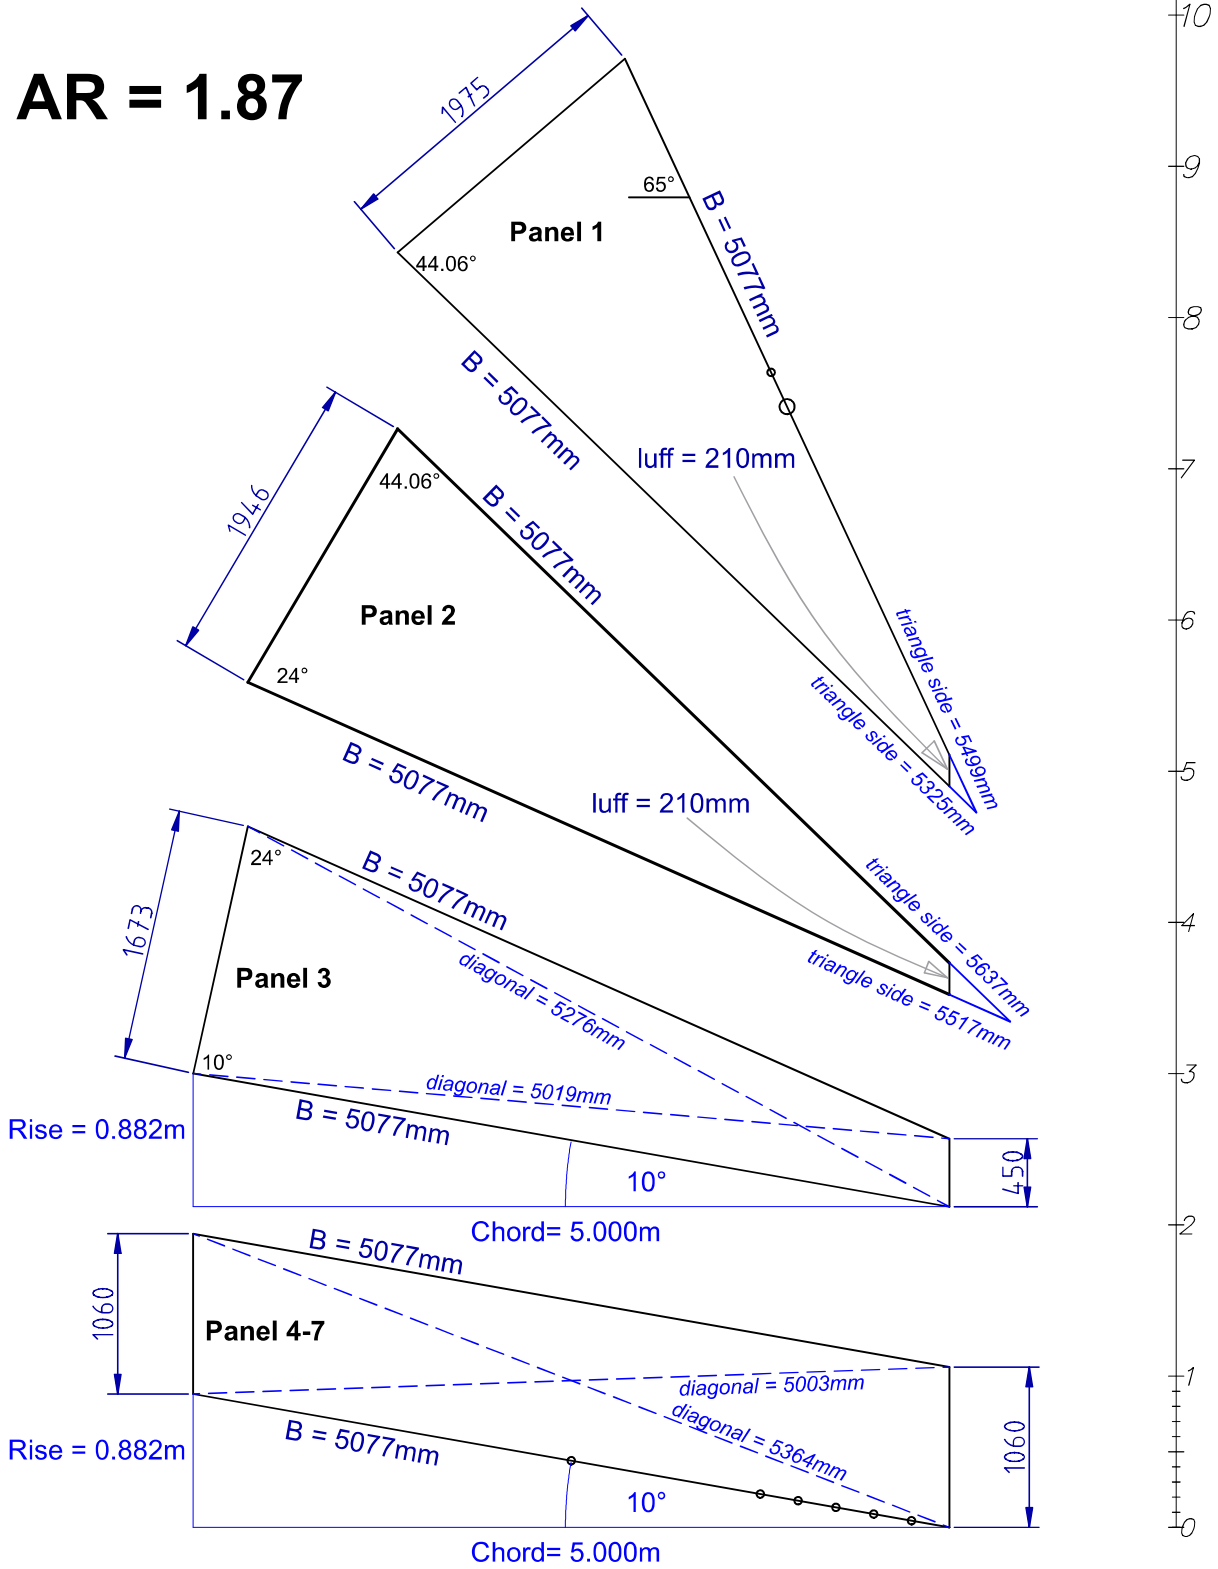 10
AR = 1.87
1975
9
65°
B = 5077mm
Panel 1
44.06°
8
B = 5077mm
luff = 210mm
7
44.06°
1946
B = 5077mm
Panel 2
6
triangle side = 5499mm
triangle side = 5325mm
24°
B = 5077mm
luff = 210mm
5
24°
B = 5077mm
triangle side = 5637mm
4
1673
Panel 3
diagonal = 5276mm
triangle side = 5517mm
10°
3
diagonal = 5019mm
B = 5077mm
Rise = 0.882m
10°
450
Chord= 5.000m
2
B = 5077mm
1060
Panel 4-7
diagonal = 5003mm
1
diagonal = 5364mm
B = 5077mm
Rise = 0.882m
1060
10°
0
Chord= 5.000m